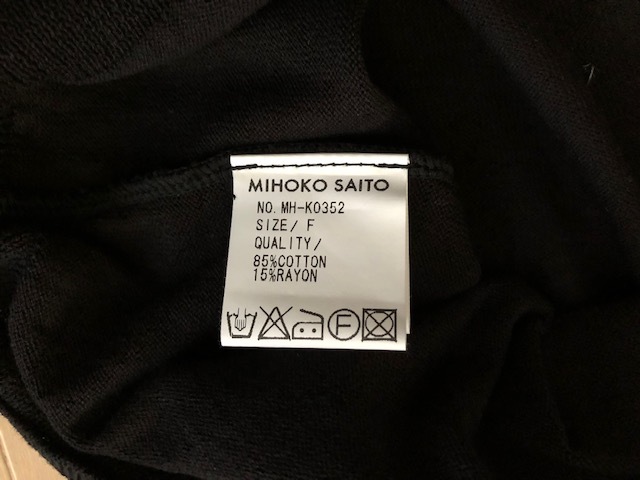 MIHOKO SAITO
NO. MH-K0352
SIZE/ F
QUALITY/
85%COTTON
15%RAYON
F